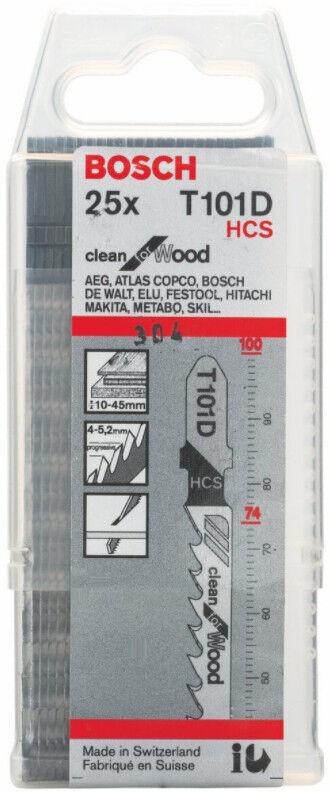 BOSCH
25x T101D
HCS
clean for Wood
AEG, ATLAS COPCO, BOSCH
DE WALT, ELU, FESTOOL, HITACHI
MAKITA, METABO, SKIL...
304
100
T101D
10-45mm
90
4-5,2mm
progressive
HCS
80
74
70
clean for Wood
60
50
Made in Switzerland
Fabriqué en Suisse